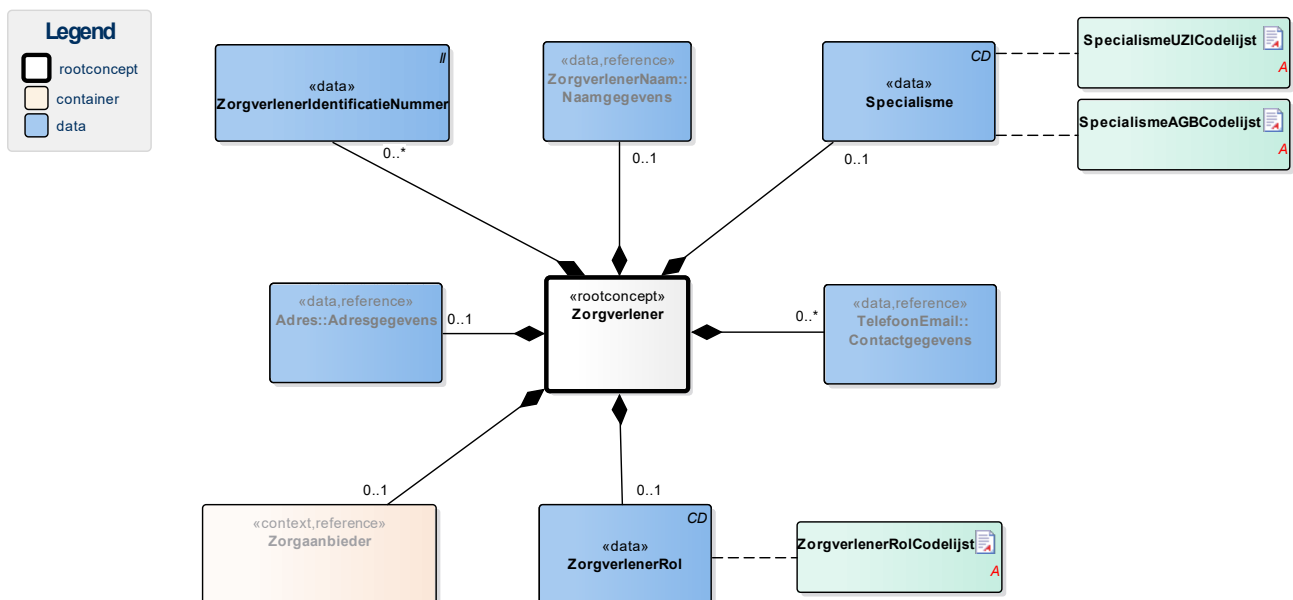 Legend
rootconcept
container
data
II
«data»
ZorgverlenerIdentificatieNummer
0..*
«data,reference»
ZorgverlenerNaam::
Naamgegevens
0..1
CD
«data»
Specialisme
0..1
SpecialismeUZICodelijst
A
SpecialismeAGBCodelijst
A
«data,reference»
Adres::Adresgegevens
0..1
«rootconcept»
Zorgverlener
0..*
«data,reference»
TelefoonEmail::
Contactgegevens
0..1
«context,reference»
Zorgaanbieder
0..1
CD
«data»
ZorgverlenerRol
ZorgverlenerRolCodelijst
A